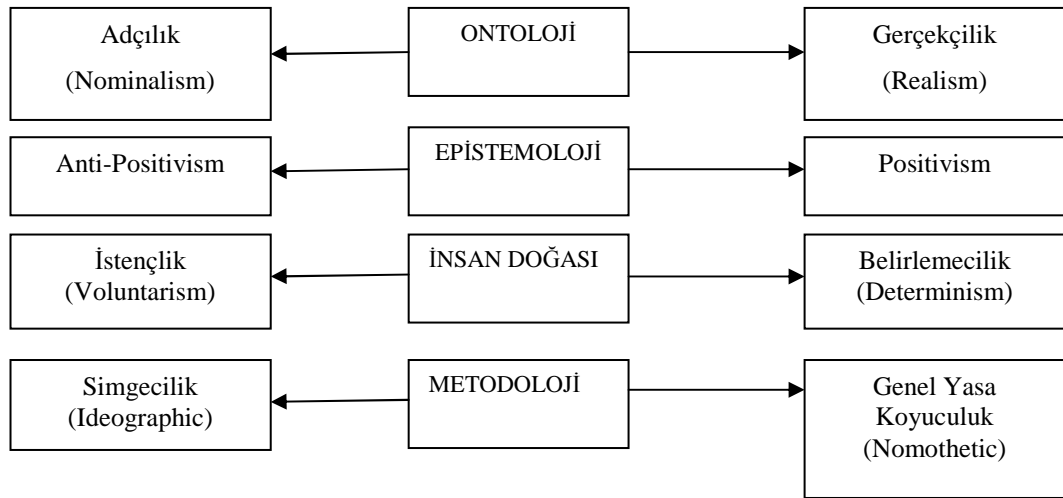 Adçılık
(Nominalism)
ONTOLOJİ
Gerçekçilik
(Realism)
Anti-Positivism
EPİSTEMOLOJİ
Positivism
İstençlik
(Voluntarism)
İNSAN DOĞASI
Belirlemecilik
(Determinism)
Simgecilik
(Ideographic)
METODOLOJİ
Genel Yasa
Koyuculuk
(Nomothetic)